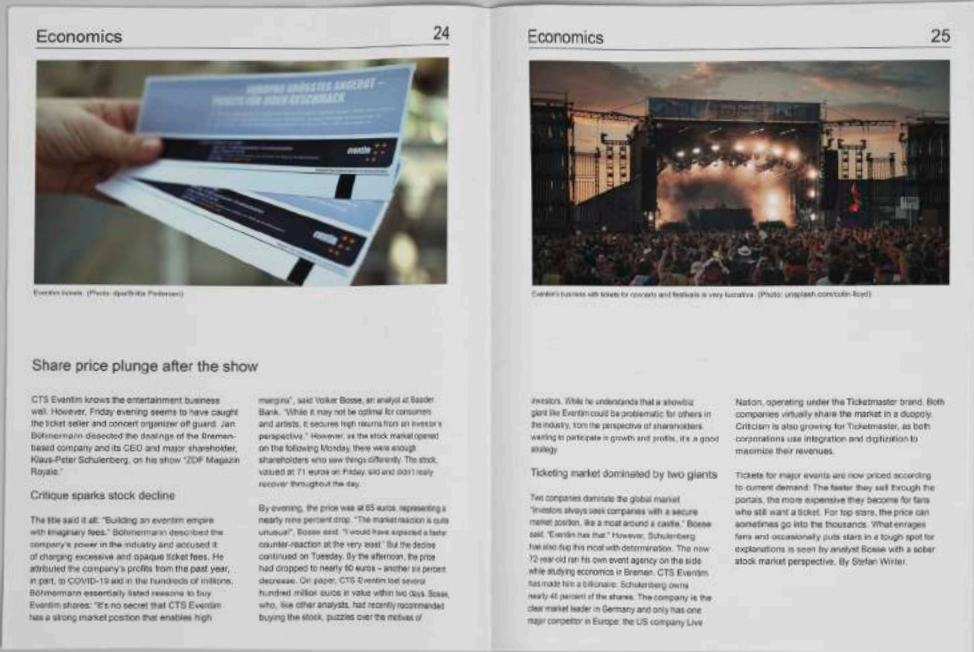 Economics
24
EUROPAS GRÖSSTES ANGEBOT –
TICKETS FÜR JEDEN GESCHMACK
eventim
eventim
Eventim tickets. (Photo: dpa/Britta Pedersen)
Share price plunge after the show
CTS Eventim knows the entertainment business
well. However, Friday evening seems to have caught
the ticket seller and concert organizer off guard. Jan
Böhmermann dissected the dealings of the Bremen-
based company and its CEO and major shareholder,
Klaus-Peter Schulenberg, on his show "ZDF Magazin
Royale."
Critique sparks stock decline
The title said it all: "Building an eventim empire
with imaginary fees." Böhmermann described the
company's power in the industry and accused it
of charging excessive and opaque ticket fees. He
attributed the company's profits from the past year,
in part, to COVID-19 aid in the hundreds of millions.
Böhmermann essentially listed reasons to buy
Eventim shares: "It's no secret that CTS Eventim
has a strong market position that enables high
margins", said Volker Bosse, an analyst at Baader
Bank. "While it may not be optimal for consumers
and artists, it secures high returns from an investor's
perspective." However, as the stock market opened
on the following Monday, there were enough
shareholders who saw things differently. The stock,
valued at 71 euros on Friday, slid and didn't really
recover throughout the day.
By evening, the price was at 65 euros, representing a
nearly nine percent drop. "The market reaction is quite
unusual", Bosse said. "I would have expected a faster
counter-reaction at the very least." But the decline
continued on Tuesday. By the afternoon, the price
had dropped to nearly 60 euros – another six percent
decrease. On paper, CTS Eventim lost several
hundred million euros in value within two days. Bosse,
who, like other analysts, had recently recommended
buying the stock, puzzles over the motives of
Economics
25
Eventim's business with tickets for concerts and festivals is very lucrative. (Photo: unsplash.com/colin-lloyd)
investors. While he understands that a showbiz
giant like Eventim could be problematic for others in
the industry, from the perspective of shareholders
wanting to participate in growth and profits, it's a good
strategy.
Ticketing market dominated by two giants
Two companies dominate the global market
"Investors always seek companies with a secure
market position, like a moat around a castle," Bosse
said. "Eventim has that." However, Schulenberg
has also dug this moat with determination. The now
72-year-old ran his own event agency on the side
while studying economics in Bremen. CTS Eventim
has made him a billionaire: Schulenberg owns
nearly 40 percent of the shares. The company is the
clear market leader in Germany and only has one
major competitor in Europe: the US company Live
Nation, operating under the Ticketmaster brand. Both
companies virtually share the market in a duopoly.
Criticism is also growing for Ticketmaster, as both
corporations use integration and digitization to
maximize their revenues.
Tickets for major events are now priced according
to current demand: The faster they sell through the
portals, the more expensive they become for fans
who still want a ticket. For top stars, the price can
sometimes go into the thousands. What enrages
fans and occasionally puts stars in a tough spot for
explanations is seen by analyst Bosse with a sober
stock market perspective. By Stefan Winter.